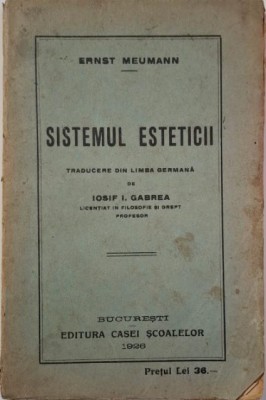 ERNST MEUMANN
SISTEMUL ESTETICII
TRADUCERE DIN LIMBA GERMANĂ
DE
IOSIF I. GABREA
LICENȚIAT IN FILOSOFIE ȘI DREPT
PROFESOR
BUCUREȘTI
EDITURA CASEI ȘCOALELOR
1926
Prețul Lei 36.—